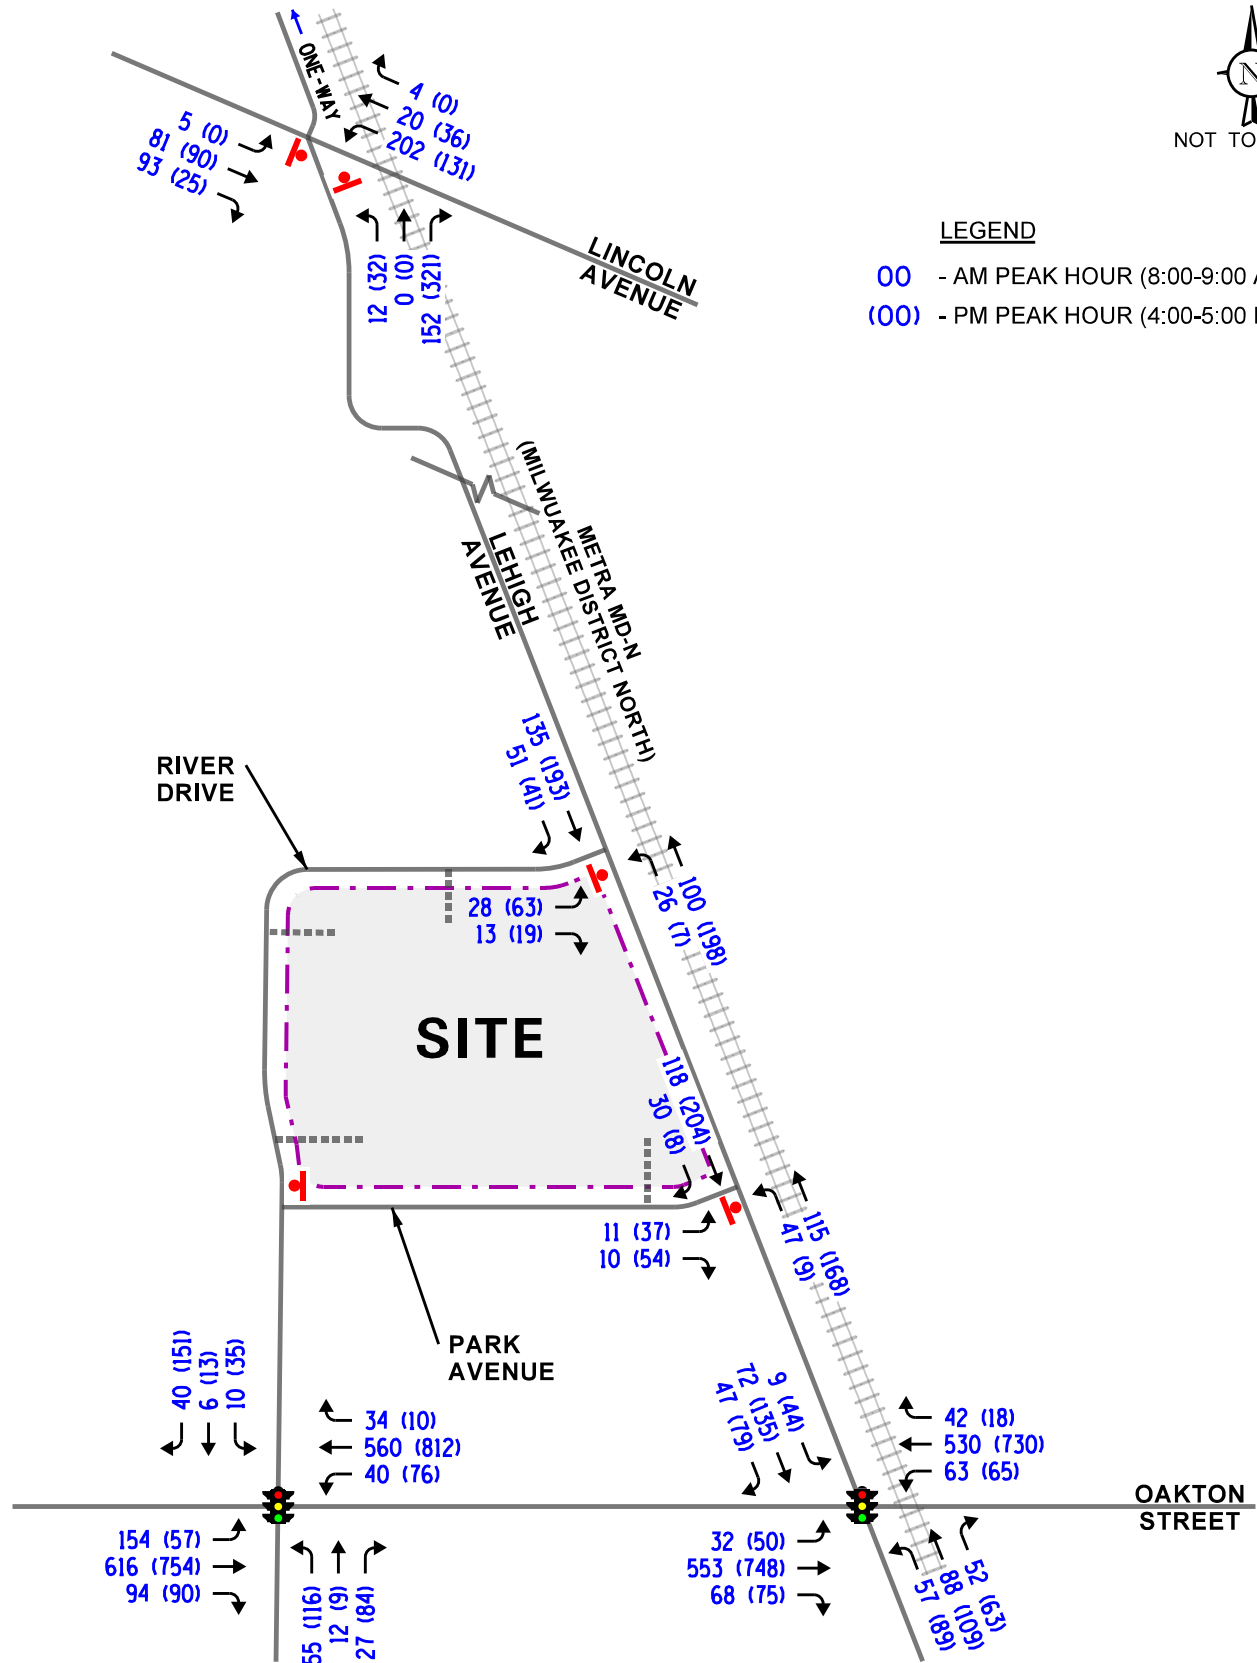 ONE-WAY
4 (0)
20 (36)
202 (131)
5 (0)
81 (90)
93 (25)
N
NOT TO
LEGEND
00 - AM PEAK HOUR (8:00-9:00 A
(00) - PM PEAK HOUR (4:00-5:00
12 (32)
0 (0)
152 (321)
LINCOLN
AVENUE
METRA MD-N
(MILWUAKEE DISTRICT NORTH)
LEHIGH
AVENUE
135 (193)
51 (41)
RIVER
DRIVE
100 (198)
26 (7)
28 (63)
13 (19)
SITE
118 (204)
30 (8)
115 (168)
47 (9)
11 (37)
10 (54)
PARK
AVENUE
40 (151)
6 (13)
10 (35)
34 (10)
560 (812)
40 (76)
9 (44)
72 (135)
47 (79)
42 (18)
530 (730)
63 (65)
OAKTON
STREET
154 (57)
616 (754)
94 (90)
55 (116)
12 (9)
27 (84)
32 (50)
553 (748)
68 (75)
52 (63)
88 (109)
57 (89)